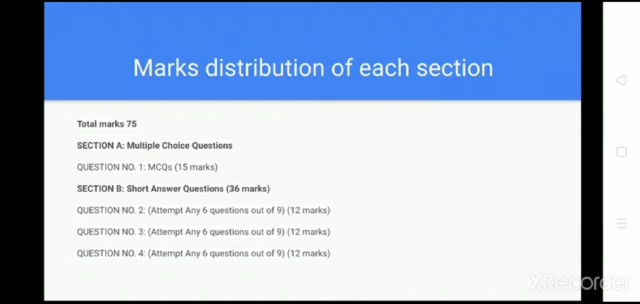 Marks distribution of each section
Total marks 75
SECTION A: Multiple Choice Questions
QUESTION NO. 1: MCQs (15 marks)
SECTION B: Short Answer Questions (36 marks)
QUESTION NO. 2: (Attempt Any 6 questions out of 9) (12 marks)
QUESTION NO. 3: (Attempt Any 6 questions out of 9) (12 marks)
QUESTION NO. 4: (Attempt Any 6 questions out of 9) (12 marks)
XRecorder